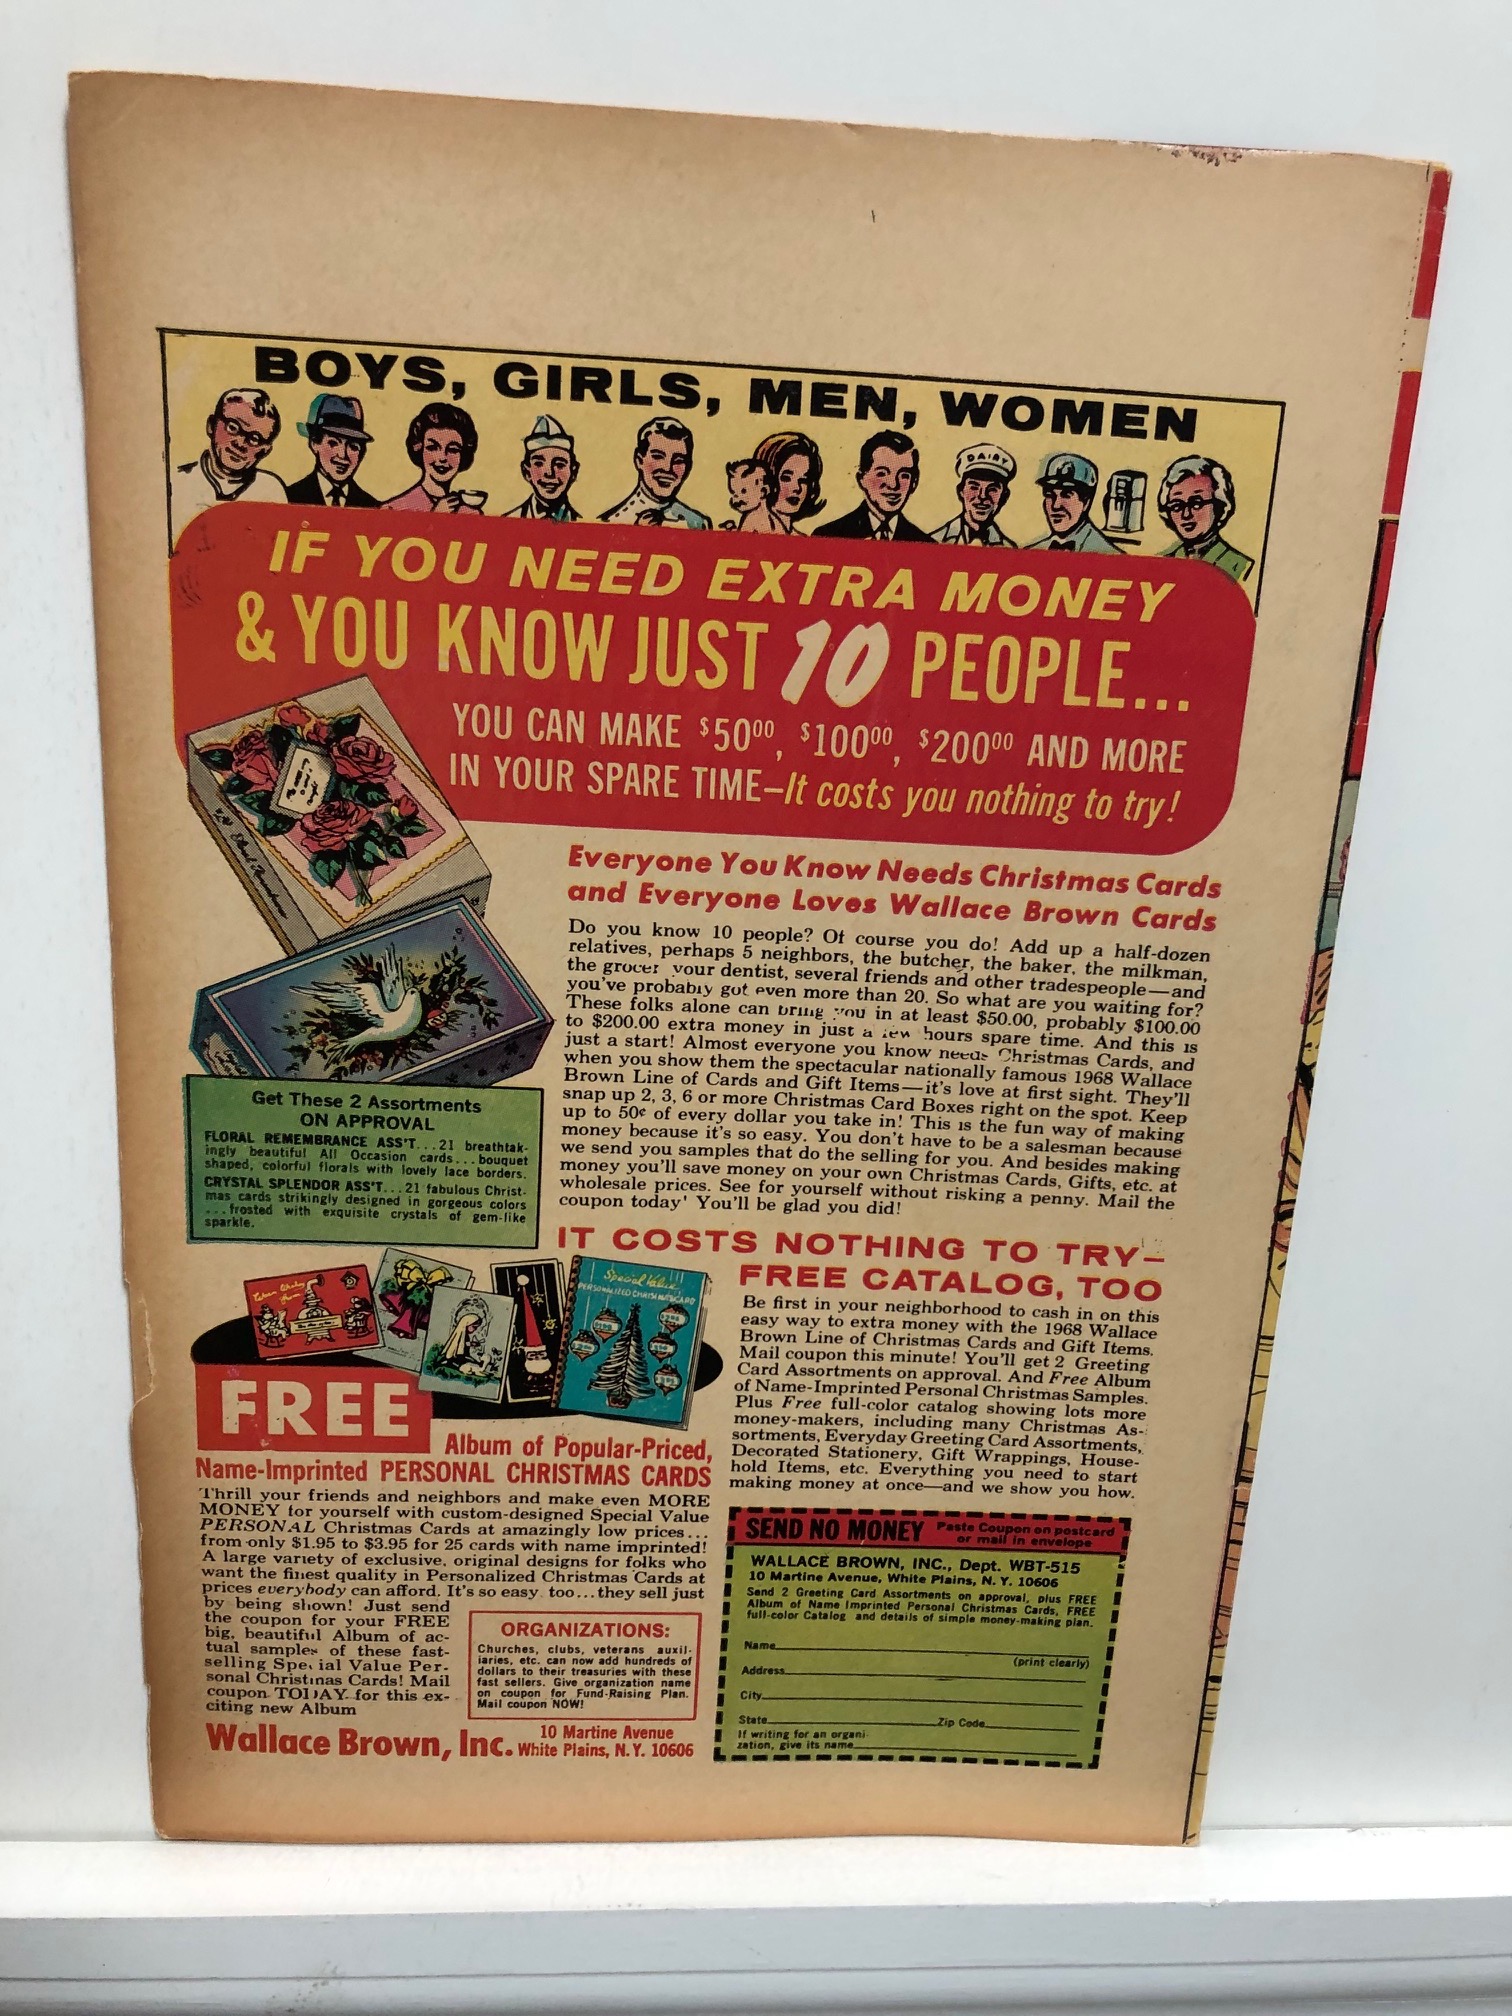 BOYS, GIRLS, MEN, WOMEN
DAIRY
IF YOU NEED EXTRA MONEY
& YOU KNOW JUST 10 PEOPLE...
YOU CAN MAKE $50⁰⁰, $100⁰⁰, $200⁰⁰ AND MORE
IN YOUR SPARE TIME—It costs you nothing to try!
Everyone You Know Needs Christmas Cards
and Everyone Loves Wallace Brown Cards
Do you know 10 people? Of course you do! Add up a half-dozen
relatives, perhaps 5 neighbors, the butcher, the baker, the milkman,
the grocer your dentist, several friends and other tradespeople—and
you've probably got even more than 20. So what are you waiting for?
These folks alone can bring you in at least $50.00, probably $100.00
to $200.00 extra money in just a few hours spare time. And this is
just a start! Almost everyone you know needs Christmas Cards, and
when you show them the spectacular nationally famous 1968 Wallace
Brown Line of Cards and Gift Items—it's love at first sight. They'll
snap up 2, 3, 6 or more Christmas Card Boxes right on the spot. Keep
up to 50¢ of every dollar you take in! This is the fun way of making
money because it's so easy. You don't have to be a salesman because
we send you samples that do the selling for you. And besides making
money you'll save money on your own Christmas Cards, Gifts, etc. at
wholesale prices. See for yourself without risking a penny. Mail the
coupon today' You'll be glad you did!
Get These 2 Assortments
ON APPROVAL
FLORAL REMEMBRANCE ASS'T...21 breathtak-
ingly beautiful All Occasion cards...bouquet
shaped, colorful florals with lovely lace borders.
CRYSTAL SPLENDOR ASS'T...21 fabulous Christ-
mas cards strikingly designed in gorgeous colors
...frosted with exquisite crystals of gem-like
sparkle.
IT COSTS NOTHING TO TRY—
FREE CATALOG, TOO
Be first in your neighborhood to cash in on this
easy way to extra money with the 1968 Wallace
Brown Line of Christmas Cards and Gift Items.
Mail coupon this minute! You'll get 2 Greeting
Card Assortments on approval. And Free Album
of Name-Imprinted Personal Christmas Samples.
Plus Free full-color catalog showing lots more
money-makers, including many Christmas As-
sortments, Everyday Greeting Card Assortments,
Decorated Stationery, Gift Wrappings, House-
hold Items, etc. Everything you need to start
making money at once—and we show you how.
Special Value
PERSONALIZED CHRISTMAS CARD
FREE
Album of Popular-Priced,
Name-Imprinted PERSONAL CHRISTMAS CARDS
Thrill your friends and neighbors and make even MORE
MONEY for yourself with custom-designed Special Value
PERSONAL Christmas Cards at amazingly low prices...
from only $1.95 to $3.95 for 25 cards with name imprinted!
A large variety of exclusive, original designs for folks who
want the finest quality in Personalized Christmas Cards at
prices everybody can afford. It's so easy. too...they sell just
by being shown! Just send
the coupon for your FREE
big, beautiful Album of ac-
tual samples of these fast-
selling Special Value Per-
sonal Christmas Cards! Mail
coupon TODAY for this ex-
citing new Album
ORGANIZATIONS:
Churches, clubs, veterans auxil-
iaries, etc. can now add hundreds of
dollars to their treasuries with these
fast sellers. Give organization name
on coupon for Fund-Raising Plan.
Mail coupon NOW!
Wallace Brown, Inc. 10 Martine Avenue
White Plains, N.Y. 10606
SEND NO MONEY Paste Coupon on postcard
or mail in envelope
WALLACE BROWN, INC., Dept. WBT-515
10 Martine Avenue, White Plains, N. Y. 10606
Send 2 Greeting Card Assortments on approval, plus FREE
Album of Name Imprinted Personal Christmas Cards, FREE
full-color Catalog and details of simple money-making plan.
Name
(print clearly)
Address
City
State Zip Code
If writing for an organi-
zation, give its name